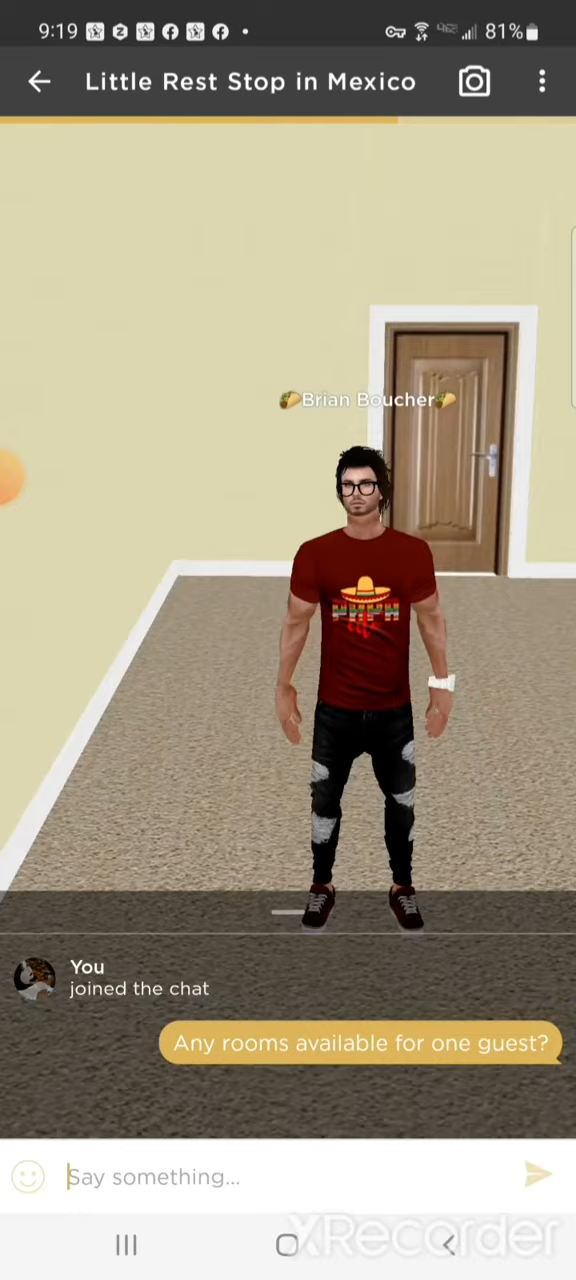 9:19
81%
Little Rest Stop in Mexico
🌮Brian Boucher🌮
You
joined the chat
Any rooms available for one guest?
Say something...
XRecorder